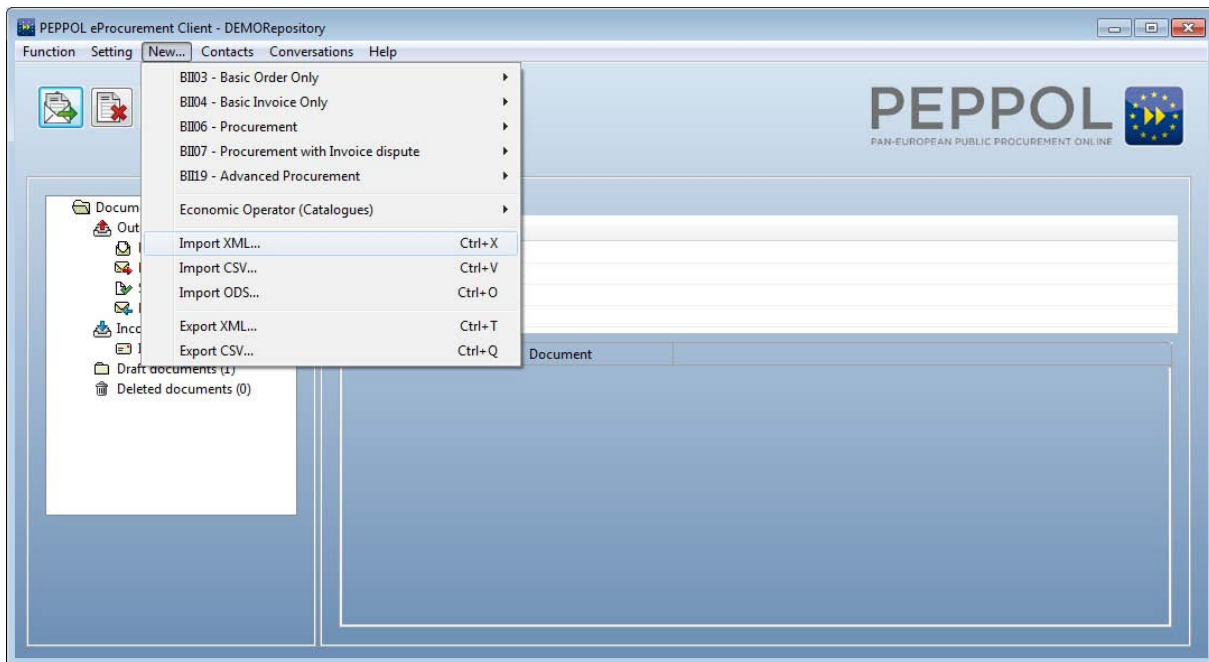 PEPPOL eProcurement Client - DEMORepository
Function Setting New... Contacts Conversations Help
BII03 - Basic Order Only
BII04 - Basic Invoice Only
BII06 - Procurement
BII07 - Procurement with Invoice dispute
BII19 - Advanced Procurement
Economic Operator (Catalogues)
Import XML... Ctrl+X
Import CSV... Ctrl+V
Import ODS... Ctrl+O
Export XML... Ctrl+T
Export CSV... Ctrl+Q
PEPPOL
PAN-EUROPEAN PUBLIC PROCUREMENT ONLINE
Docum
Out
Inco
Draft documents (1)
Deleted documents (0)
Document